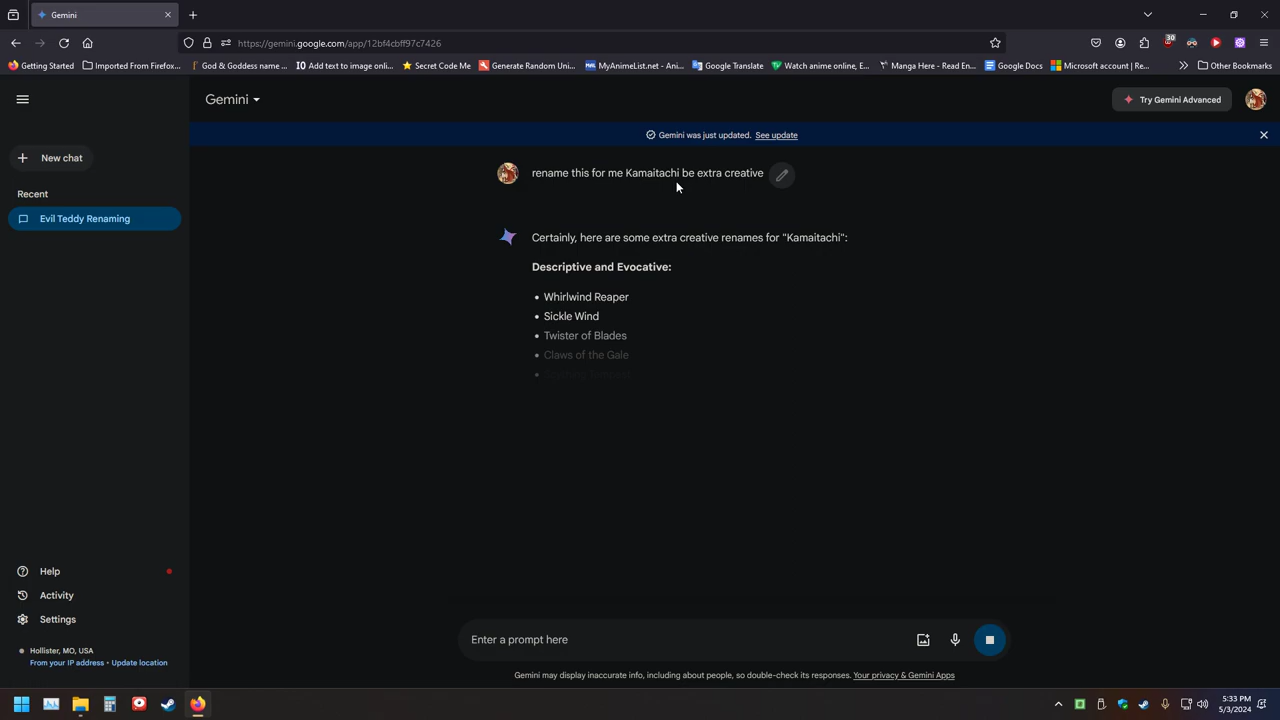 Gemini
https://gemini.google.com/app/12bf4cbff97c7426
Getting Started
Imported From Firefox...
God & Goddess name ...
IO Add text to image onli...
Secret Code Me
Generate Random Uni...
MyAnimeList.net - Ani...
Google Translate
Watch anime online, E...
Manga Here - Read En...
Google Docs
Microsoft account | Re...
Other Bookmarks
30
Gemini
Try Gemini Advanced
Gemini was just updated. See update
New chat
Recent
Evil Teddy Renaming
rename this for me Kamaitachi be extra creative
Certainly, here are some extra creative renames for "Kamaitachi":
Descriptive and Evocative:
• Whirlwind Reaper
• Sickle Wind
• Twister of Blades
• Claws of the Gale
Help
Activity
Settings
Hollister, MO, USA
From your IP address • Update location
Enter a prompt here
Gemini may display inaccurate info, including about people, so double-check its responses. Your privacy & Gemini Apps
5:33 PM
5/3/2024